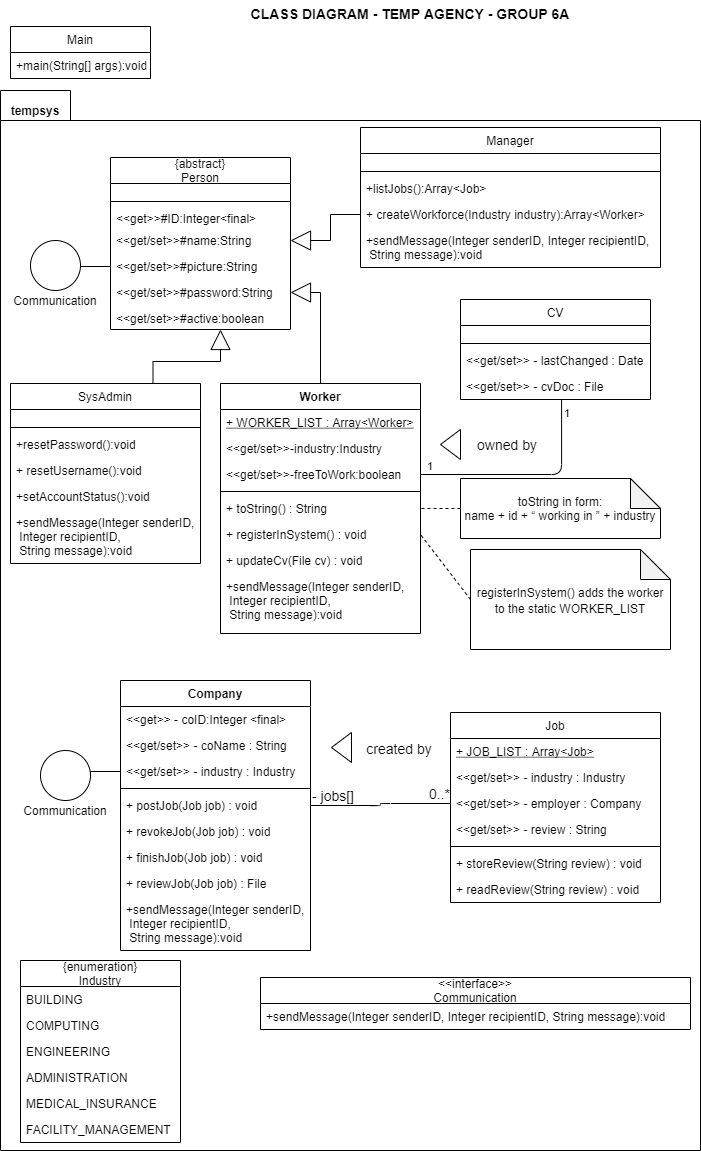 CLASS DIAGRAM - TEMP AGENCY - GROUP 6A
Main
+main(String[] args):void
tempsys
{abstract}
Person
<<get>>#ID:Integer<final>
<<get/set>>#name:String
<<get/set>>#picture:String
<<get/set>>#password:String
<<get/set>>#active:boolean
Communication
Manager
+listJobs():Array<Job>
+ createWorkforce(Industry industry):Array<Worker>
+sendMessage(Integer senderID, Integer recipientID,
String message):void
CV
<<get/set>> - lastChanged : Date
<<get/set>> - cvDoc : File
1
owned by
1
SysAdmin
+resetPassword():void
+ resetUsername():void
+setAccountStatus():void
+sendMessage(Integer senderID,
Integer recipientID,
String message):void
Worker
+ WORKER_LIST : Array<Worker>
<<get/set>>-industry:Industry
<<get/set>>-freeToWork:boolean
+ toString() : String
+ registerInSystem() : void
+ updateCv(File cv) : void
+sendMessage(Integer senderID,
Integer recipientID,
String message):void
toString in form:
name + id + “ working in ” + industry
registerInSystem() adds the worker
to the static WORKER_LIST
Company
<<get>> - coID:Integer <final>
<<get/set>> - coName : String
<<get/set>> - industry : Industry
+ postJob(Job job) : void
+ revokeJob(Job job) : void
+ finishJob(Job job) : void
+ reviewJob(Job job) : File
+sendMessage(Integer senderID,
Integer recipientID,
String message):void
Communication
created by
- jobs[]
0..*
Job
+ JOB_LIST : Array<Job>
<<get/set>> - industry : Industry
<<get/set>> - employer : Company
<<get/set>> - review : String
+ storeReview(String review) : void
+ readReview(String review) : void
{enumeration}
Industry
BUILDING
COMPUTING
ENGINEERING
ADMINISTRATION
MEDICAL_INSURANCE
FACILITY_MANAGEMENT
<<interface>>
Communication
+sendMessage(Integer senderID, Integer recipientID, String message):void